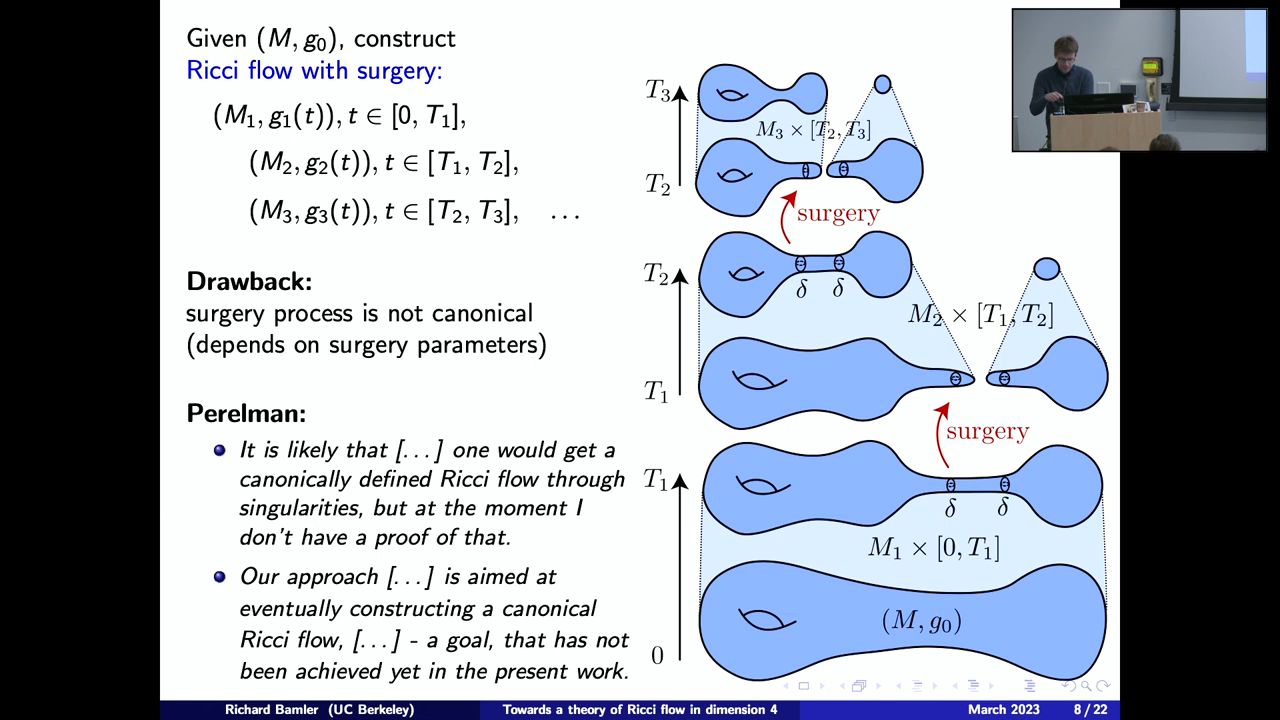 Given (M, g₀), construct
Ricci flow with surgery:
(M₁, g₁(t)), t ∈ [0, T₁],
(M₂, g₂(t)), t ∈ [T₁, T₂],
(M₃, g₃(t)), t ∈ [T₂, T₃], ...
Drawback:
surgery process is not canonical
(depends on surgery parameters)
Perelman:
It is likely that [...] one would get a
canonically defined Ricci flow through
singularities, but at the moment I
don't have a proof of that.
Our approach [...] is aimed at
eventually constructing a canonical
Ricci flow, [...] - a goal, that has not
been achieved yet in the present work.
T₃
M₃ × [T₂, T₃]
T₂
surgery
T₂
δ δ
M₂ × [T₁, T₂]
T₁
surgery
T₁
δ δ
M₁ × [0, T₁]
(M, g₀)
0
Richard Bamler (UC Berkeley) Towards a theory of Ricci flow in dimension 4 March 2023 8 / 22